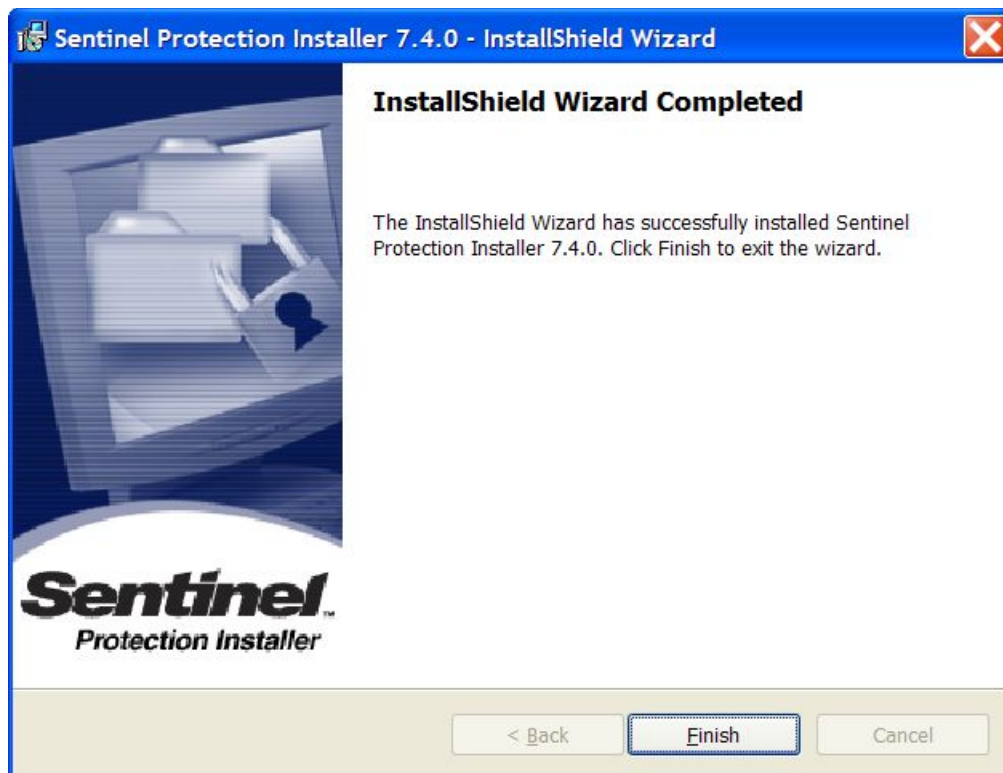 Sentinel Protection Installer 7.4.0 - InstallShield Wizard
InstallShield Wizard Completed
The InstallShield Wizard has successfully installed Sentinel
Protection Installer 7.4.0. Click Finish to exit the wizard.
Sentinel™
Protection Installer
< Back
Finish
Cancel